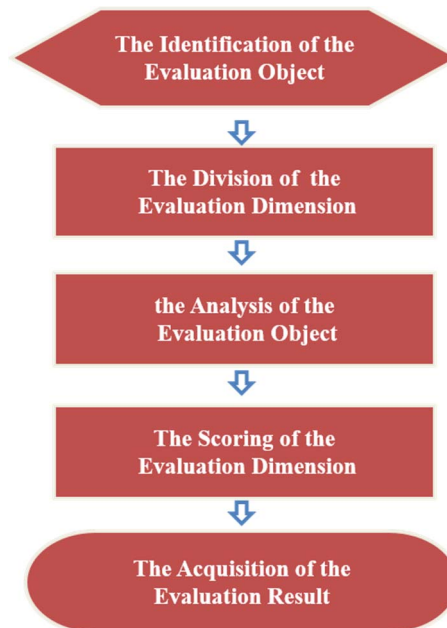 The Identification of the
Evaluation Object
The Division of the
Evaluation Dimension
the Analysis of the
Evaluation Object
The Scoring of the
Evaluation Dimension
The Acquisition of the
Evaluation Result